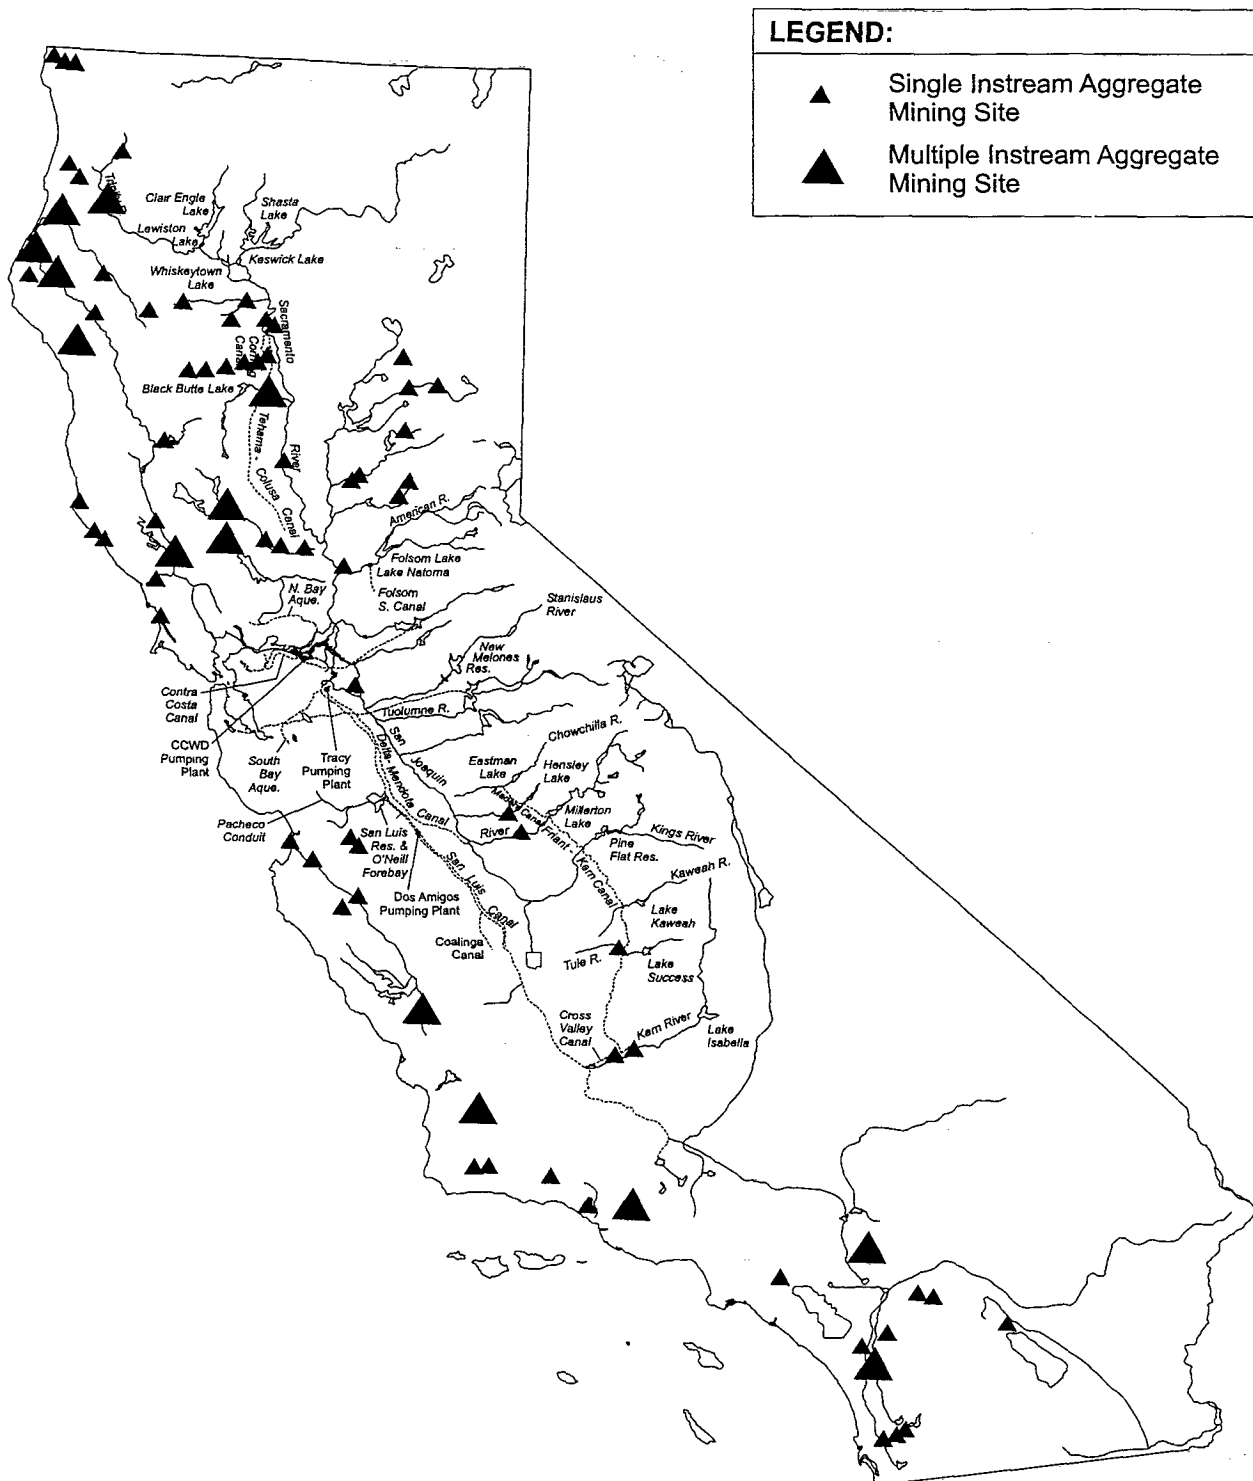 LEGEND:
Single Instream Aggregate
Mining Site
Multiple Instream Aggregate
Mining Site
Clair Engle
Lake
Shasta
Lake
Lewiston
Lake
Keswick Lake
Whiskeytown
Lake
Sacramento
Canal
Black Butte Lake
Tehama -
Colusa
Canal
River
American R.
Folsom Lake
Lake Natoma
Folsom
S. Canal
N. Bay
Aque.
Stanislaus
River
New
Melones
Res.
Contra
Costa
Canal
Tuolumne R.
CCWD
Pumping
Plant
South
Bay
Aque.
Tracy
Pumping
Plant
San
Joaquin
River
Delta - Mendota
Canal
Chowchilla R.
Eastman
Lake
Hensley
Lake
Madera Canal
Millerton
Lake
Friant -
Kern Canal
Kings River
Pine
Flat Res.
Pacheco
Conduit
San Luis
Res. &
O'Neill
Forebay
San Luis
Canal
Kaweah R.
Dos Amigos
Pumping Plant
Lake
Kaweah
Coalinga
Canal
Tule R.
Lake
Success
Cross
Valley
Canal
Kern River
Lake
Isabella